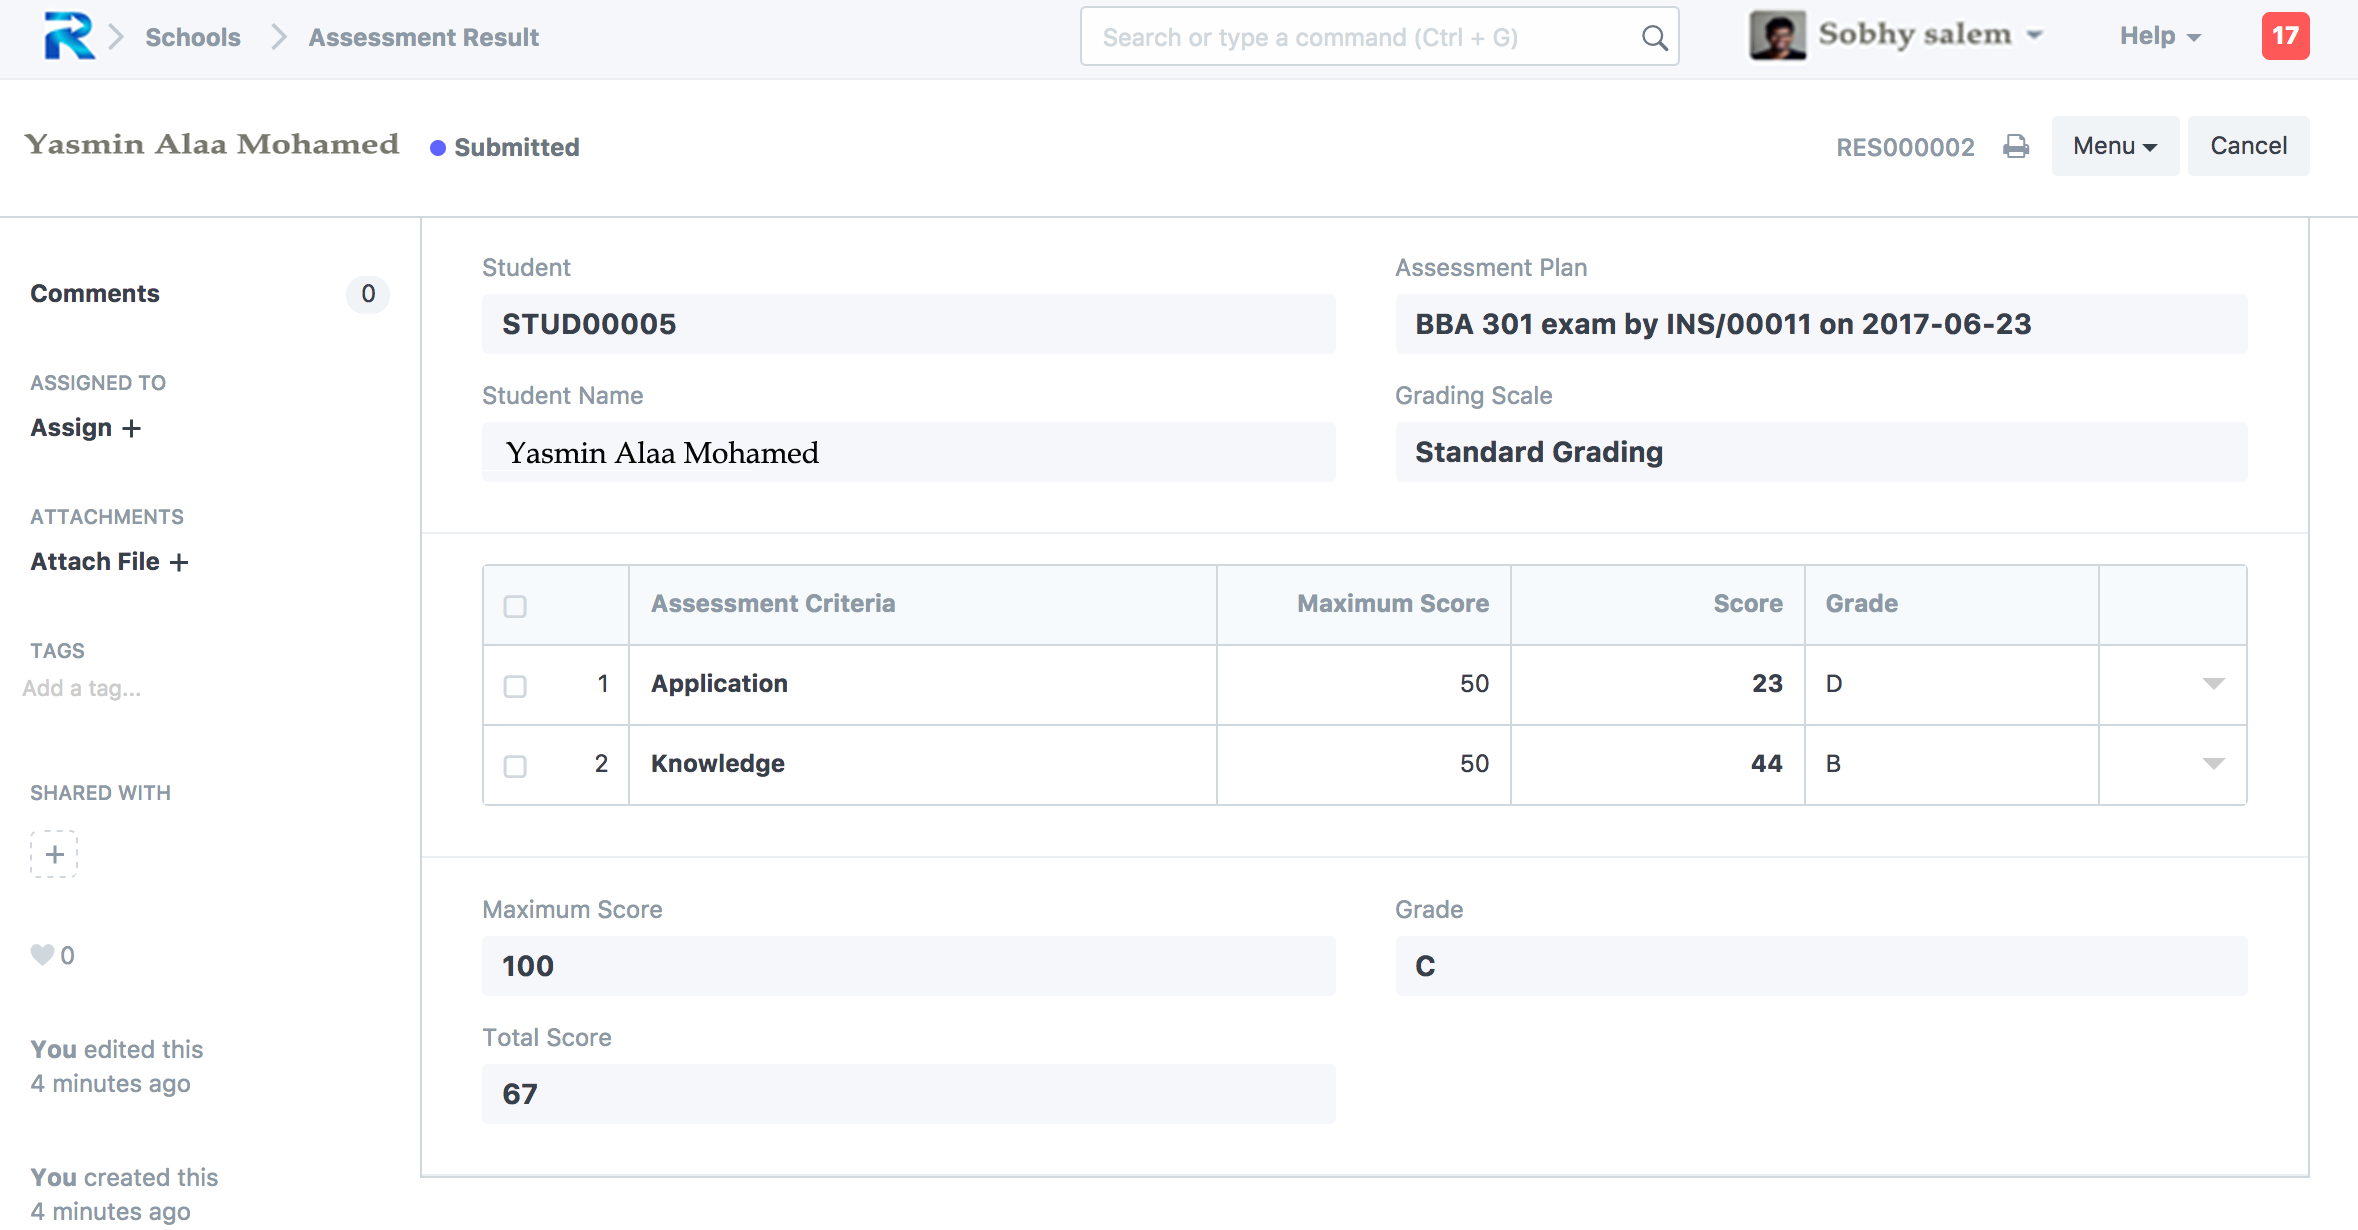 Schools
Assessment Result
Search or type a command (Ctrl + G)
Sobhy salem
Help
17
Yasmin Alaa Mohamed
Submitted
RES000002
Menu
Cancel
Comments
0
ASSIGNED TO
Assign +
ATTACHMENTS
Attach File +
TAGS
Add a tag...
SHARED WITH
+
0
You edited this
4 minutes ago
You created this
4 minutes ago
Student
STUD00005
Assessment Plan
BBA 301 exam by INS/00011 on 2017-06-23
Student Name
Yasmin Alaa Mohamed
Grading Scale
Standard Grading
Assessment Criteria Maximum Score Score Grade
1 Application 50 23 D
2 Knowledge 50 44 B
Maximum Score
100
Grade
C
Total Score
67